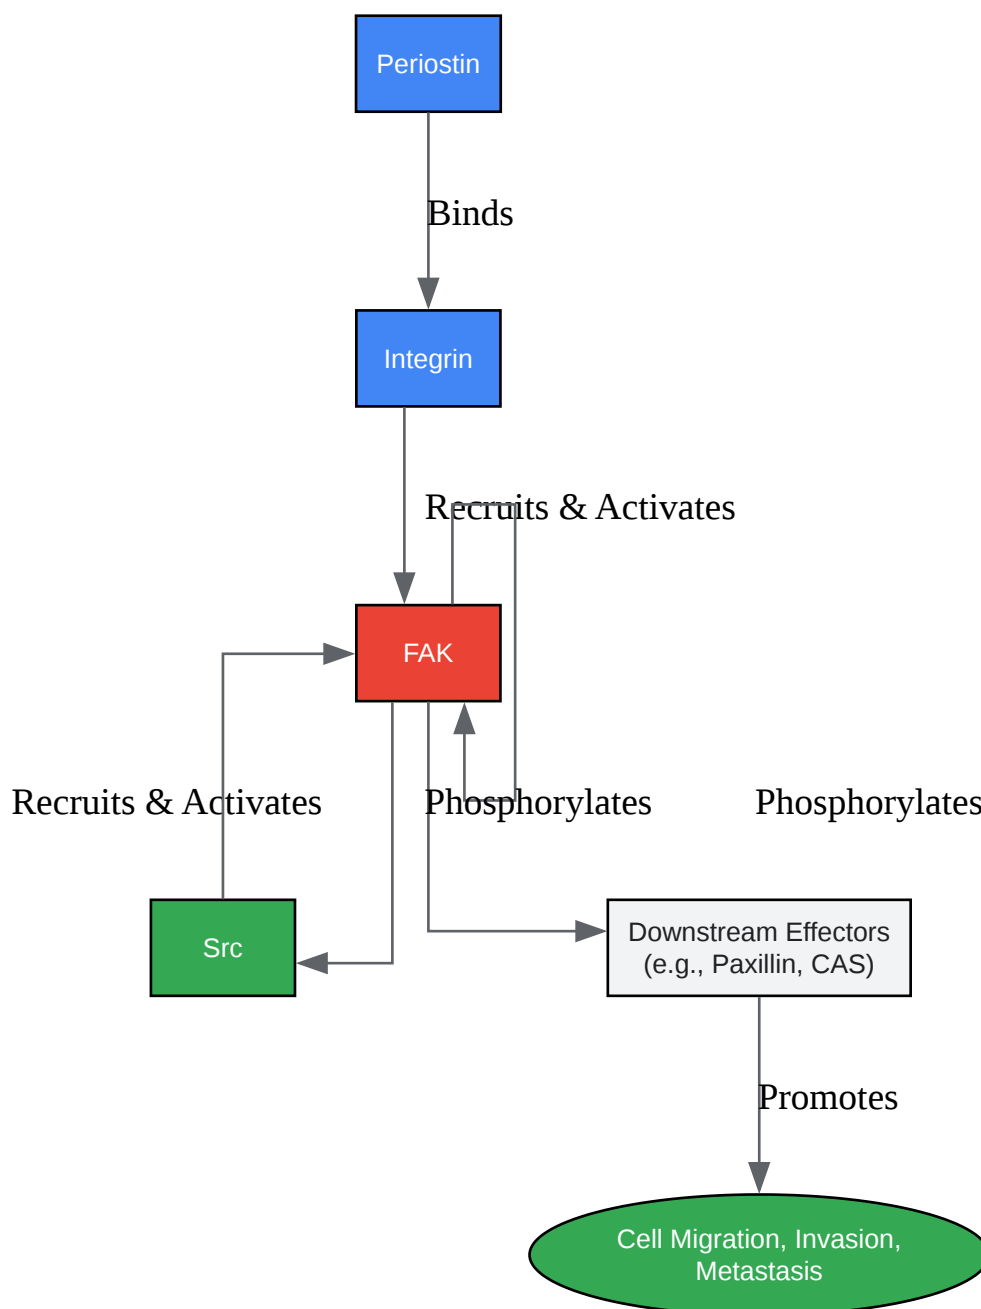 Periostin
Binds
Integrin
Recruits & Activates
FAK
Recruits & Activates
Phosphorylates
Phosphorylates
Src
Downstream Effectors
(e.g., Paxillin, CAS)
Promotes
Cell Migration, Invasion,
Metastasis